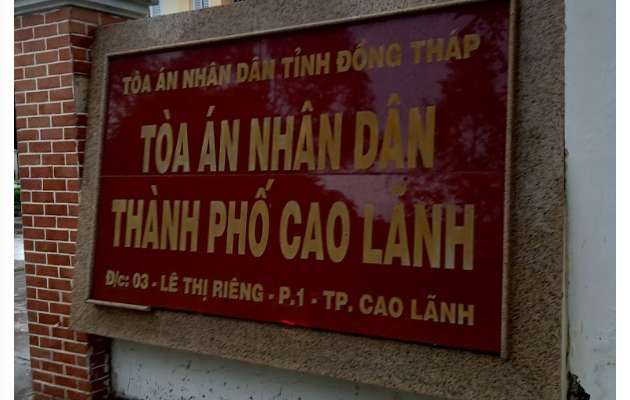 TÒA ÁN NHÂN DÂN TỈNH ĐỒNG THÁP
TÒA ÁN NHÂN DÂN
THÀNH PHỐ CAO LÃNH
Đ/c: 03 - LÊ THỊ RIÊNG - P.1 - TP. CAO LÃNH